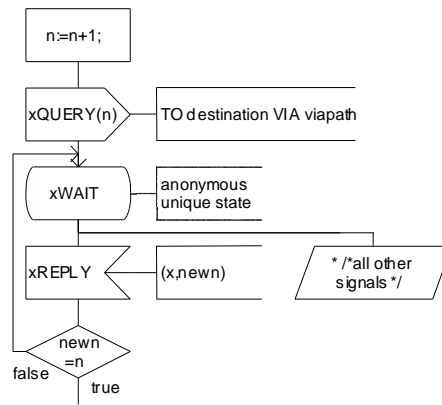 n:=n+1;
xQUERY(n)
TO destination VIA viapath
xWAIT
anonymous
unique state
xREPLY
(x,newn)
* /*all other
signals */
newn
=n
false
true